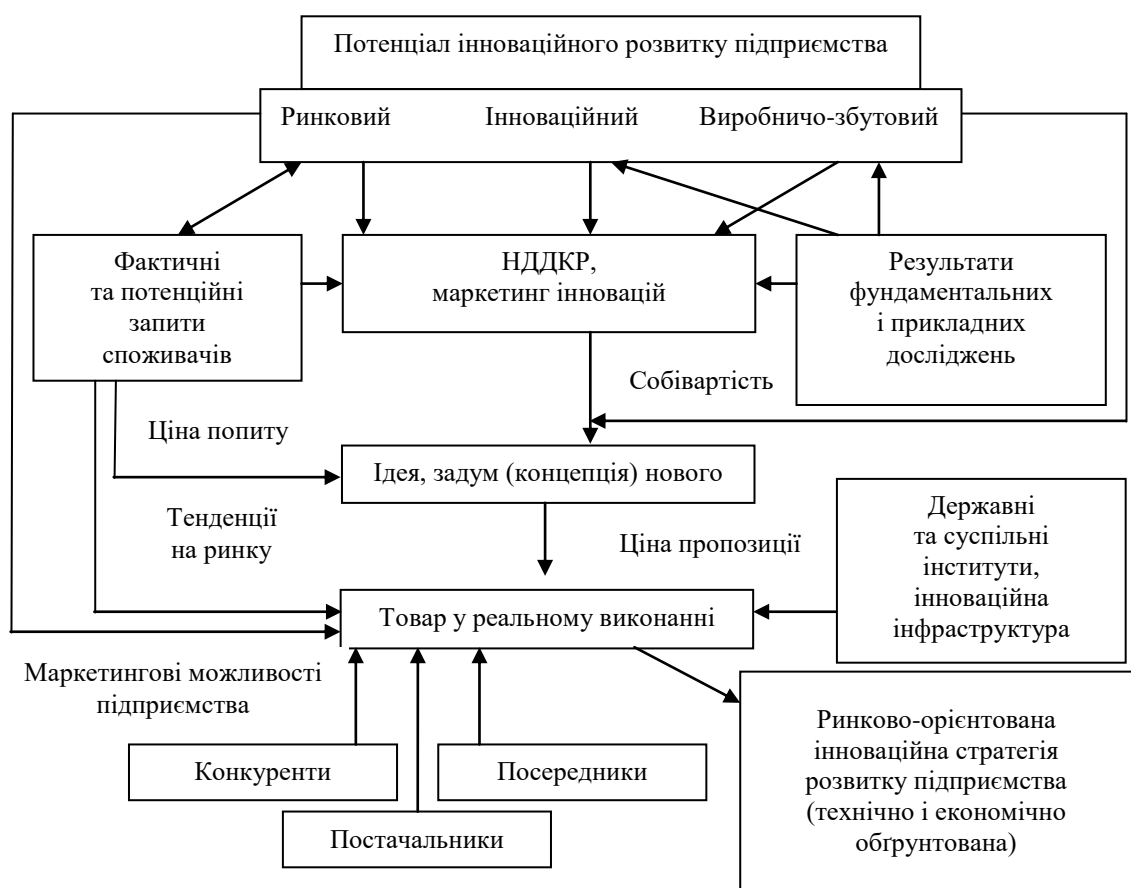 Потенціал інноваційного розвитку підприємства
Ринковий Інноваційний Виробничо-збутовий
Фактичні
та потенційні
запити
споживачів
НДДКР,
маркетинг інновацій
Результати
фундаментальних
і прикладних
досліджень
Собівартість
Ціна попиту
Ідея, задум (концепція) нового
Тенденції
на ринку
Ціна пропозиції
Державні
та суспільні
інститути,
інноваційна
інфраструктура
Товар у реальному виконанні
Маркетингові можливості
підприємства
Конкуренти
Посередники
Постачальники
Ринково-орієнтована
інноваційна стратегія
розвитку підприємства
(технічно і економічно
обґрунтована)